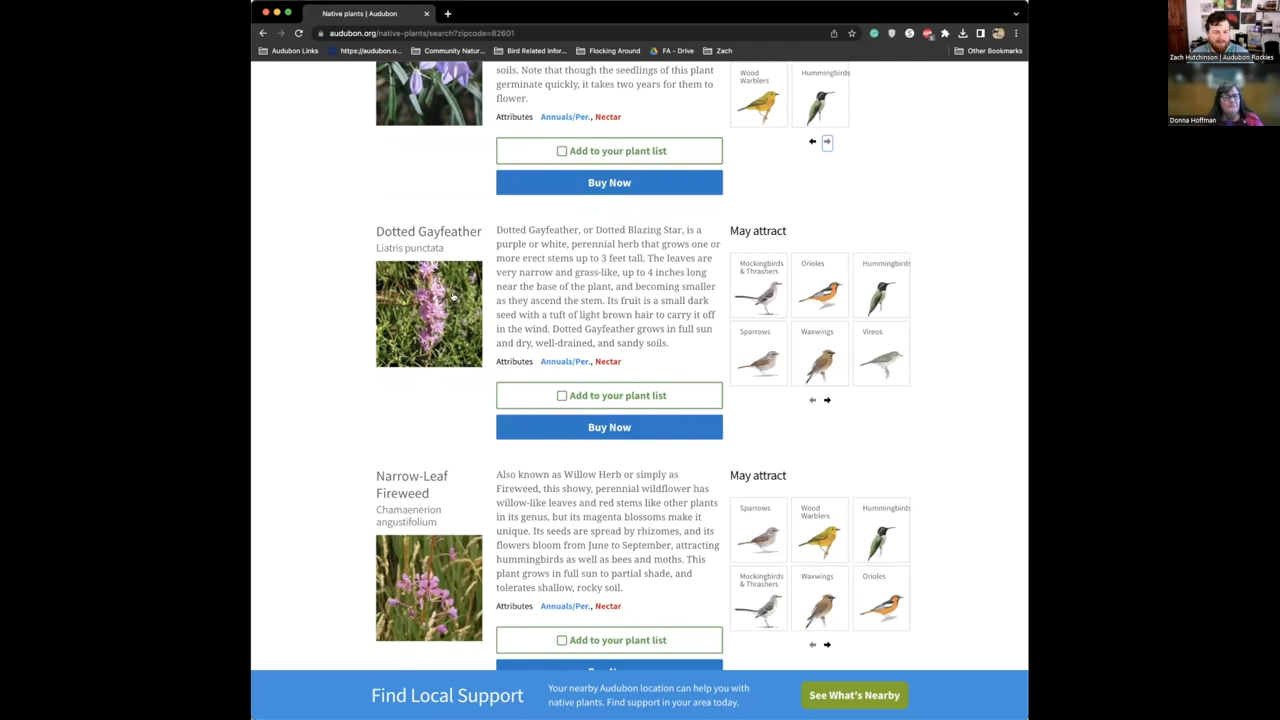 Native plants | Audubon
audubon.org/native-plants/search?zipcode=82601
Audubon Links
https://audubon.o...
Community Natur...
Bird Related Infor...
Flocking Around
FA - Drive
Zach
Other Bookmarks
Zach Hutchinson | Audubon Rockies
Donna Hoffman
soils. Note that though the seedlings of this plant
germinate quickly, it takes two years for them to
flower.
Attributes Annuals/Per., Nectar
Add to your plant list
Buy Now
Wood
Warblers
Hummingbirds
Dotted Gayfeather
Liatris punctata
Dotted Gayfeather, or Dotted Blazing Star, is a
purple or white, perennial herb that grows one or
more erect stems up to 3 feet tall. The leaves are
very narrow and grass-like, up to 4 inches long
near the base of the plant, and becoming smaller
as they ascend the stem. Its fruit is a small dark
seed with a tuft of light brown hair to carry it off
in the wind. Dotted Gayfeather grows in full sun
and dry, well-drained, and sandy soils.
Attributes Annuals/Per., Nectar
Add to your plant list
Buy Now
May attract
Mockingbirds
& Thrashers
Orioles
Hummingbirds
Sparrows
Waxwings
Vireos
Narrow-Leaf
Fireweed
Chamaenerion
angustifolium
Also known as Willow Herb or simply as
Fireweed, this showy, perennial wildflower has
willow-like leaves and red stems like other plants
in its genus, but its magenta blossoms make it
unique. Its seeds are spread by rhizomes, and its
flowers bloom from June to September, attracting
hummingbirds as well as bees and moths. This
plant grows in full sun to partial shade, and
tolerates shallow, rocky soil.
Attributes Annuals/Per., Nectar
Add to your plant list
May attract
Sparrows
Wood
Warblers
Hummingbirds
Mockingbirds
& Thrashers
Waxwings
Orioles
Find Local Support
Your nearby Audubon location can help you with
native plants. Find support in your area today.
See What's Nearby